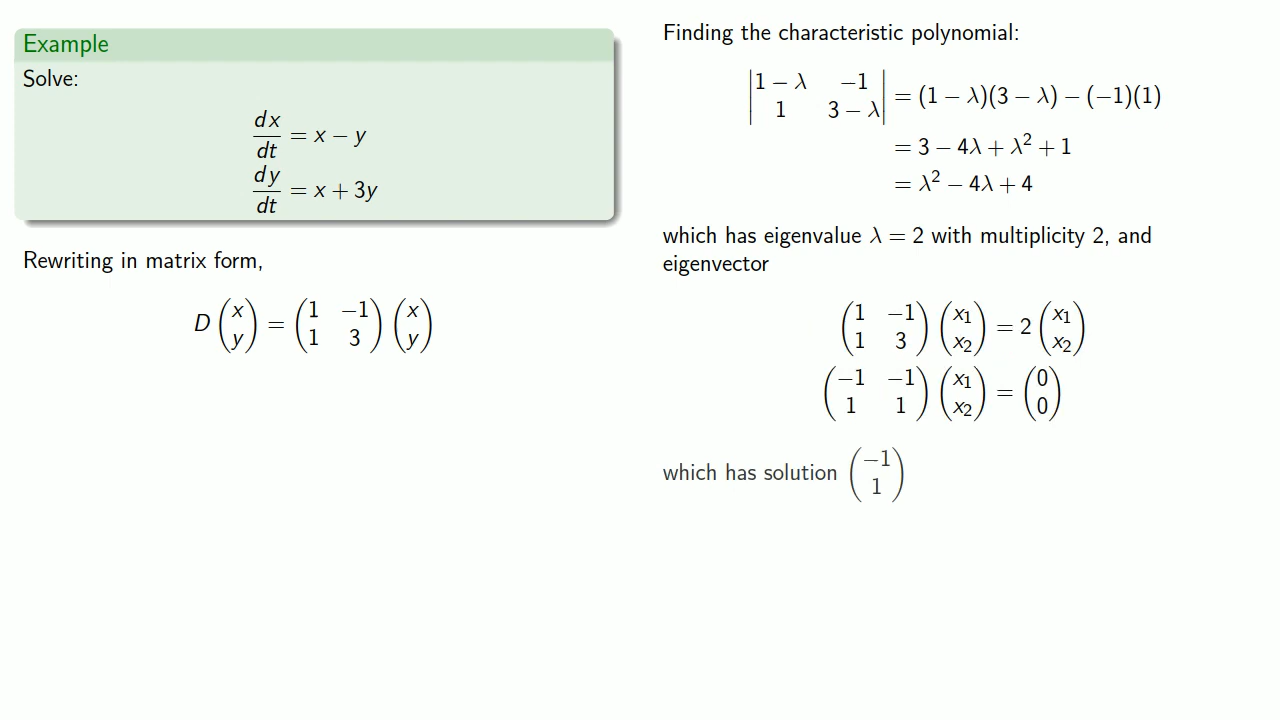 Example
Solve:
dx/dt = x − y
dy/dt = x + 3y
Rewriting in matrix form,
D (x y) = (1 −1 1 3) (x y)
Finding the characteristic polynomial:
|1 − λ −1 1 3 − λ| = (1 − λ)(3 − λ) − (−1)(1)
= 3 − 4λ + λ² + 1
= λ² − 4λ + 4
which has eigenvalue λ = 2 with multiplicity 2, and
eigenvector
(1 −1 1 3) (x₁ x₂) = 2 (x₁ x₂)
(−1 −1 1 1) (x₁ x₂) = (0 0)
which has solution (−1 1)